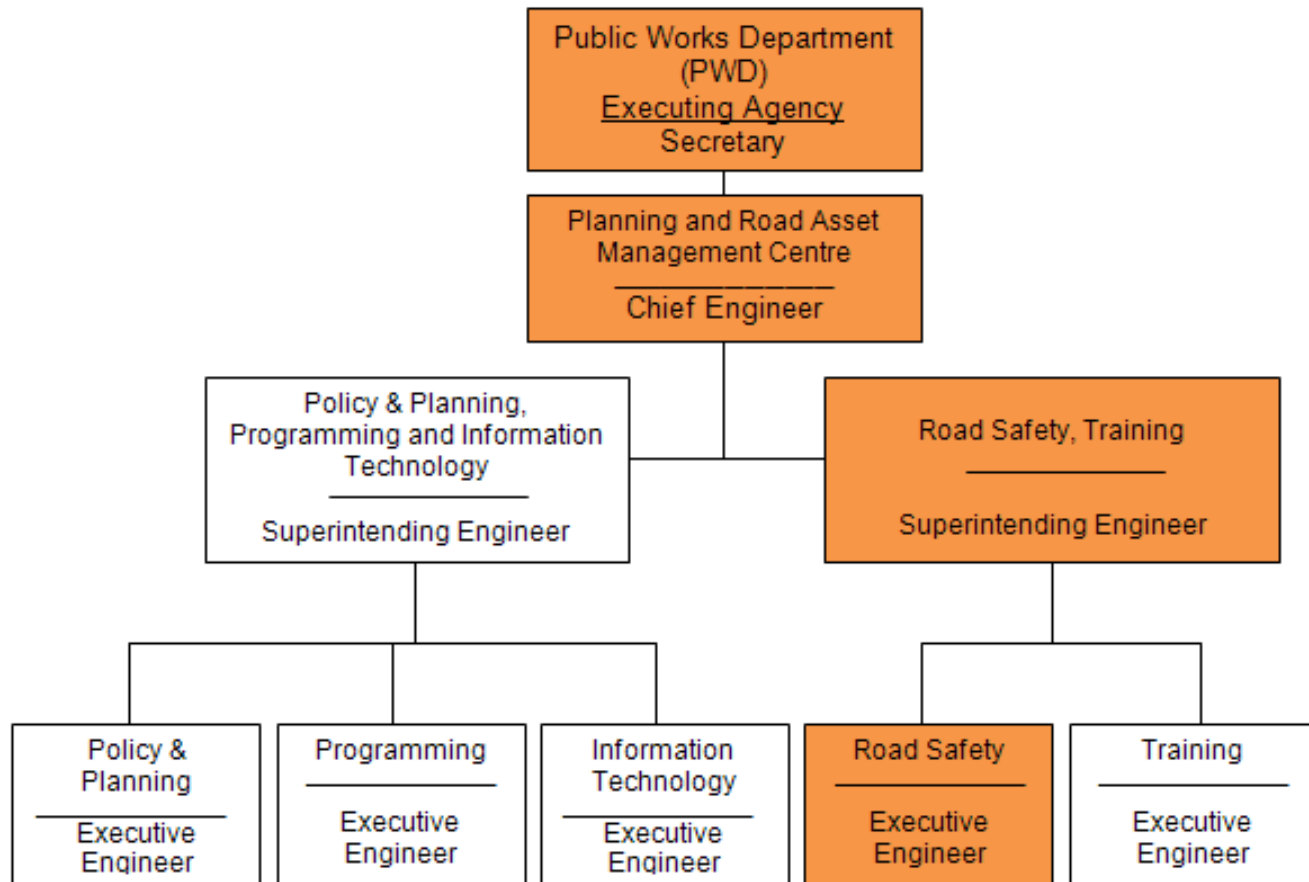 Public Works Department
(PWD)
Executing Agency
Secretary
Planning and Road Asset
Management Centre
Chief Engineer
Policy & Planning,
Programming and Information
Technology
Superintending Engineer
Road Safety, Training
Superintending Engineer
Policy &
Planning
Executive
Engineer
Programming
Executive
Engineer
Information
Technology
Executive
Engineer
Road Safety
Executive
Engineer
Training
Executive
Engineer